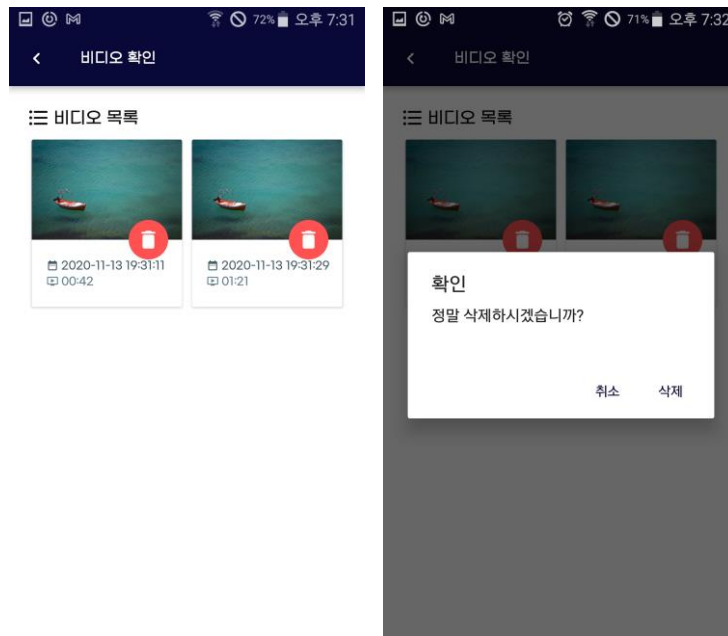 72% 오후 7:31
비디오 확인
비디오 목록
2020-11-13 19:31:11
00:42
2020-11-13 19:31:29
01:21
71% 오후 7:32
비디오 확인
비디오 목록
확인
정말 삭제하시겠습니까?
취소 삭제